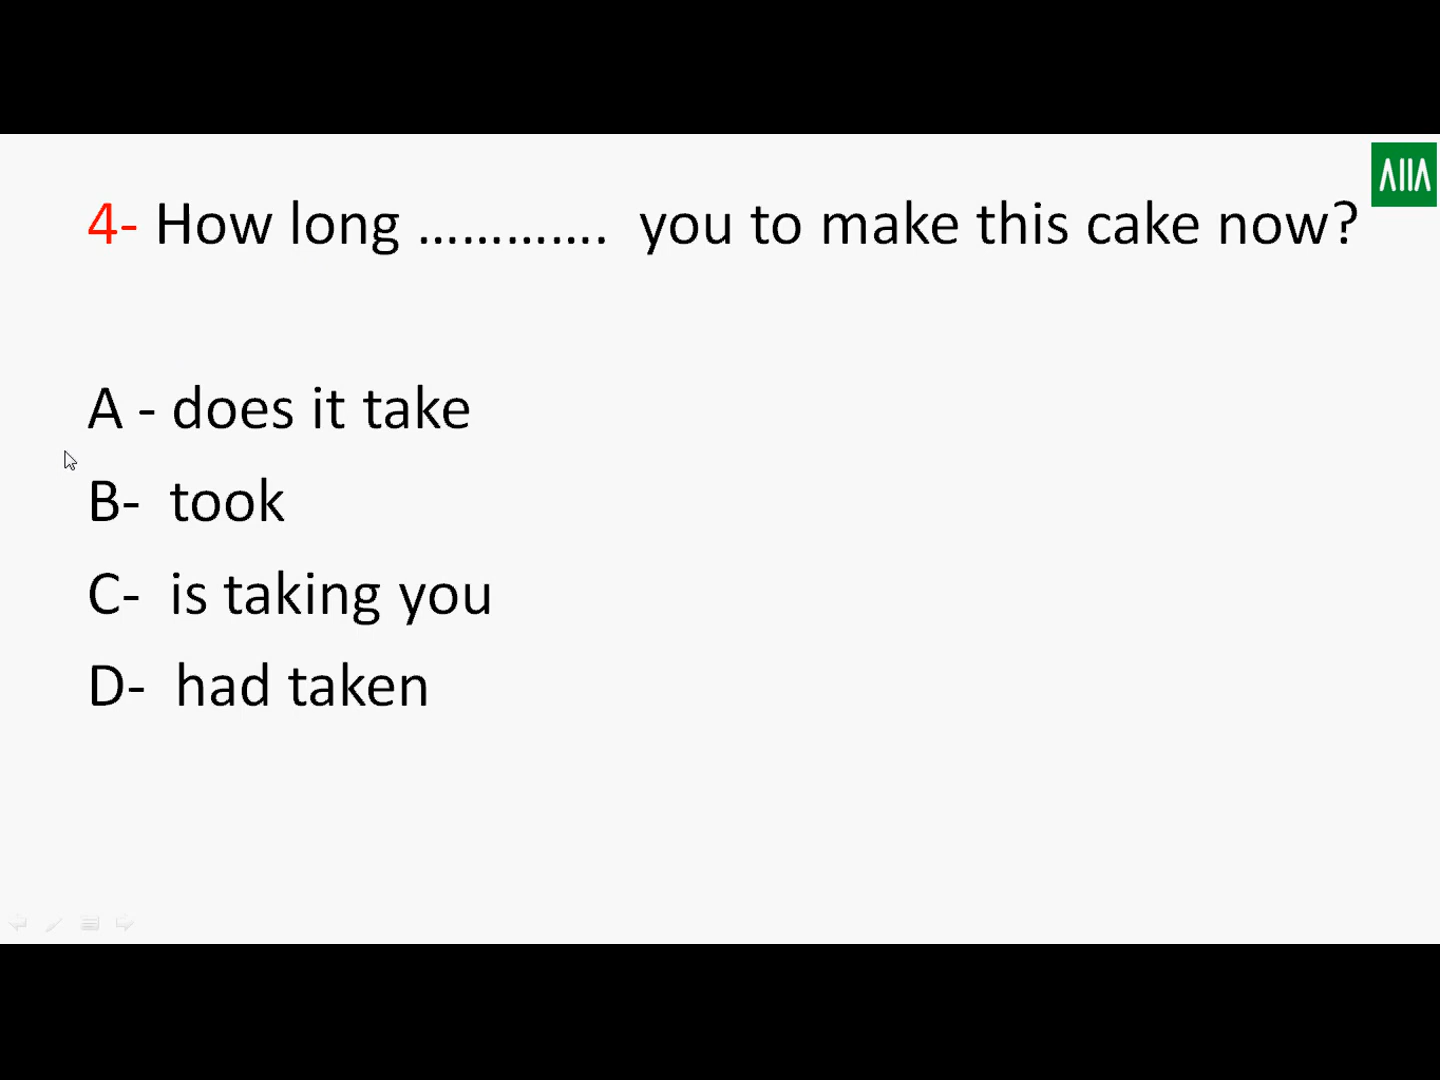 4- How long ............. you to make this cake now?
A - does it take
B- took
C- is taking you
D- had taken